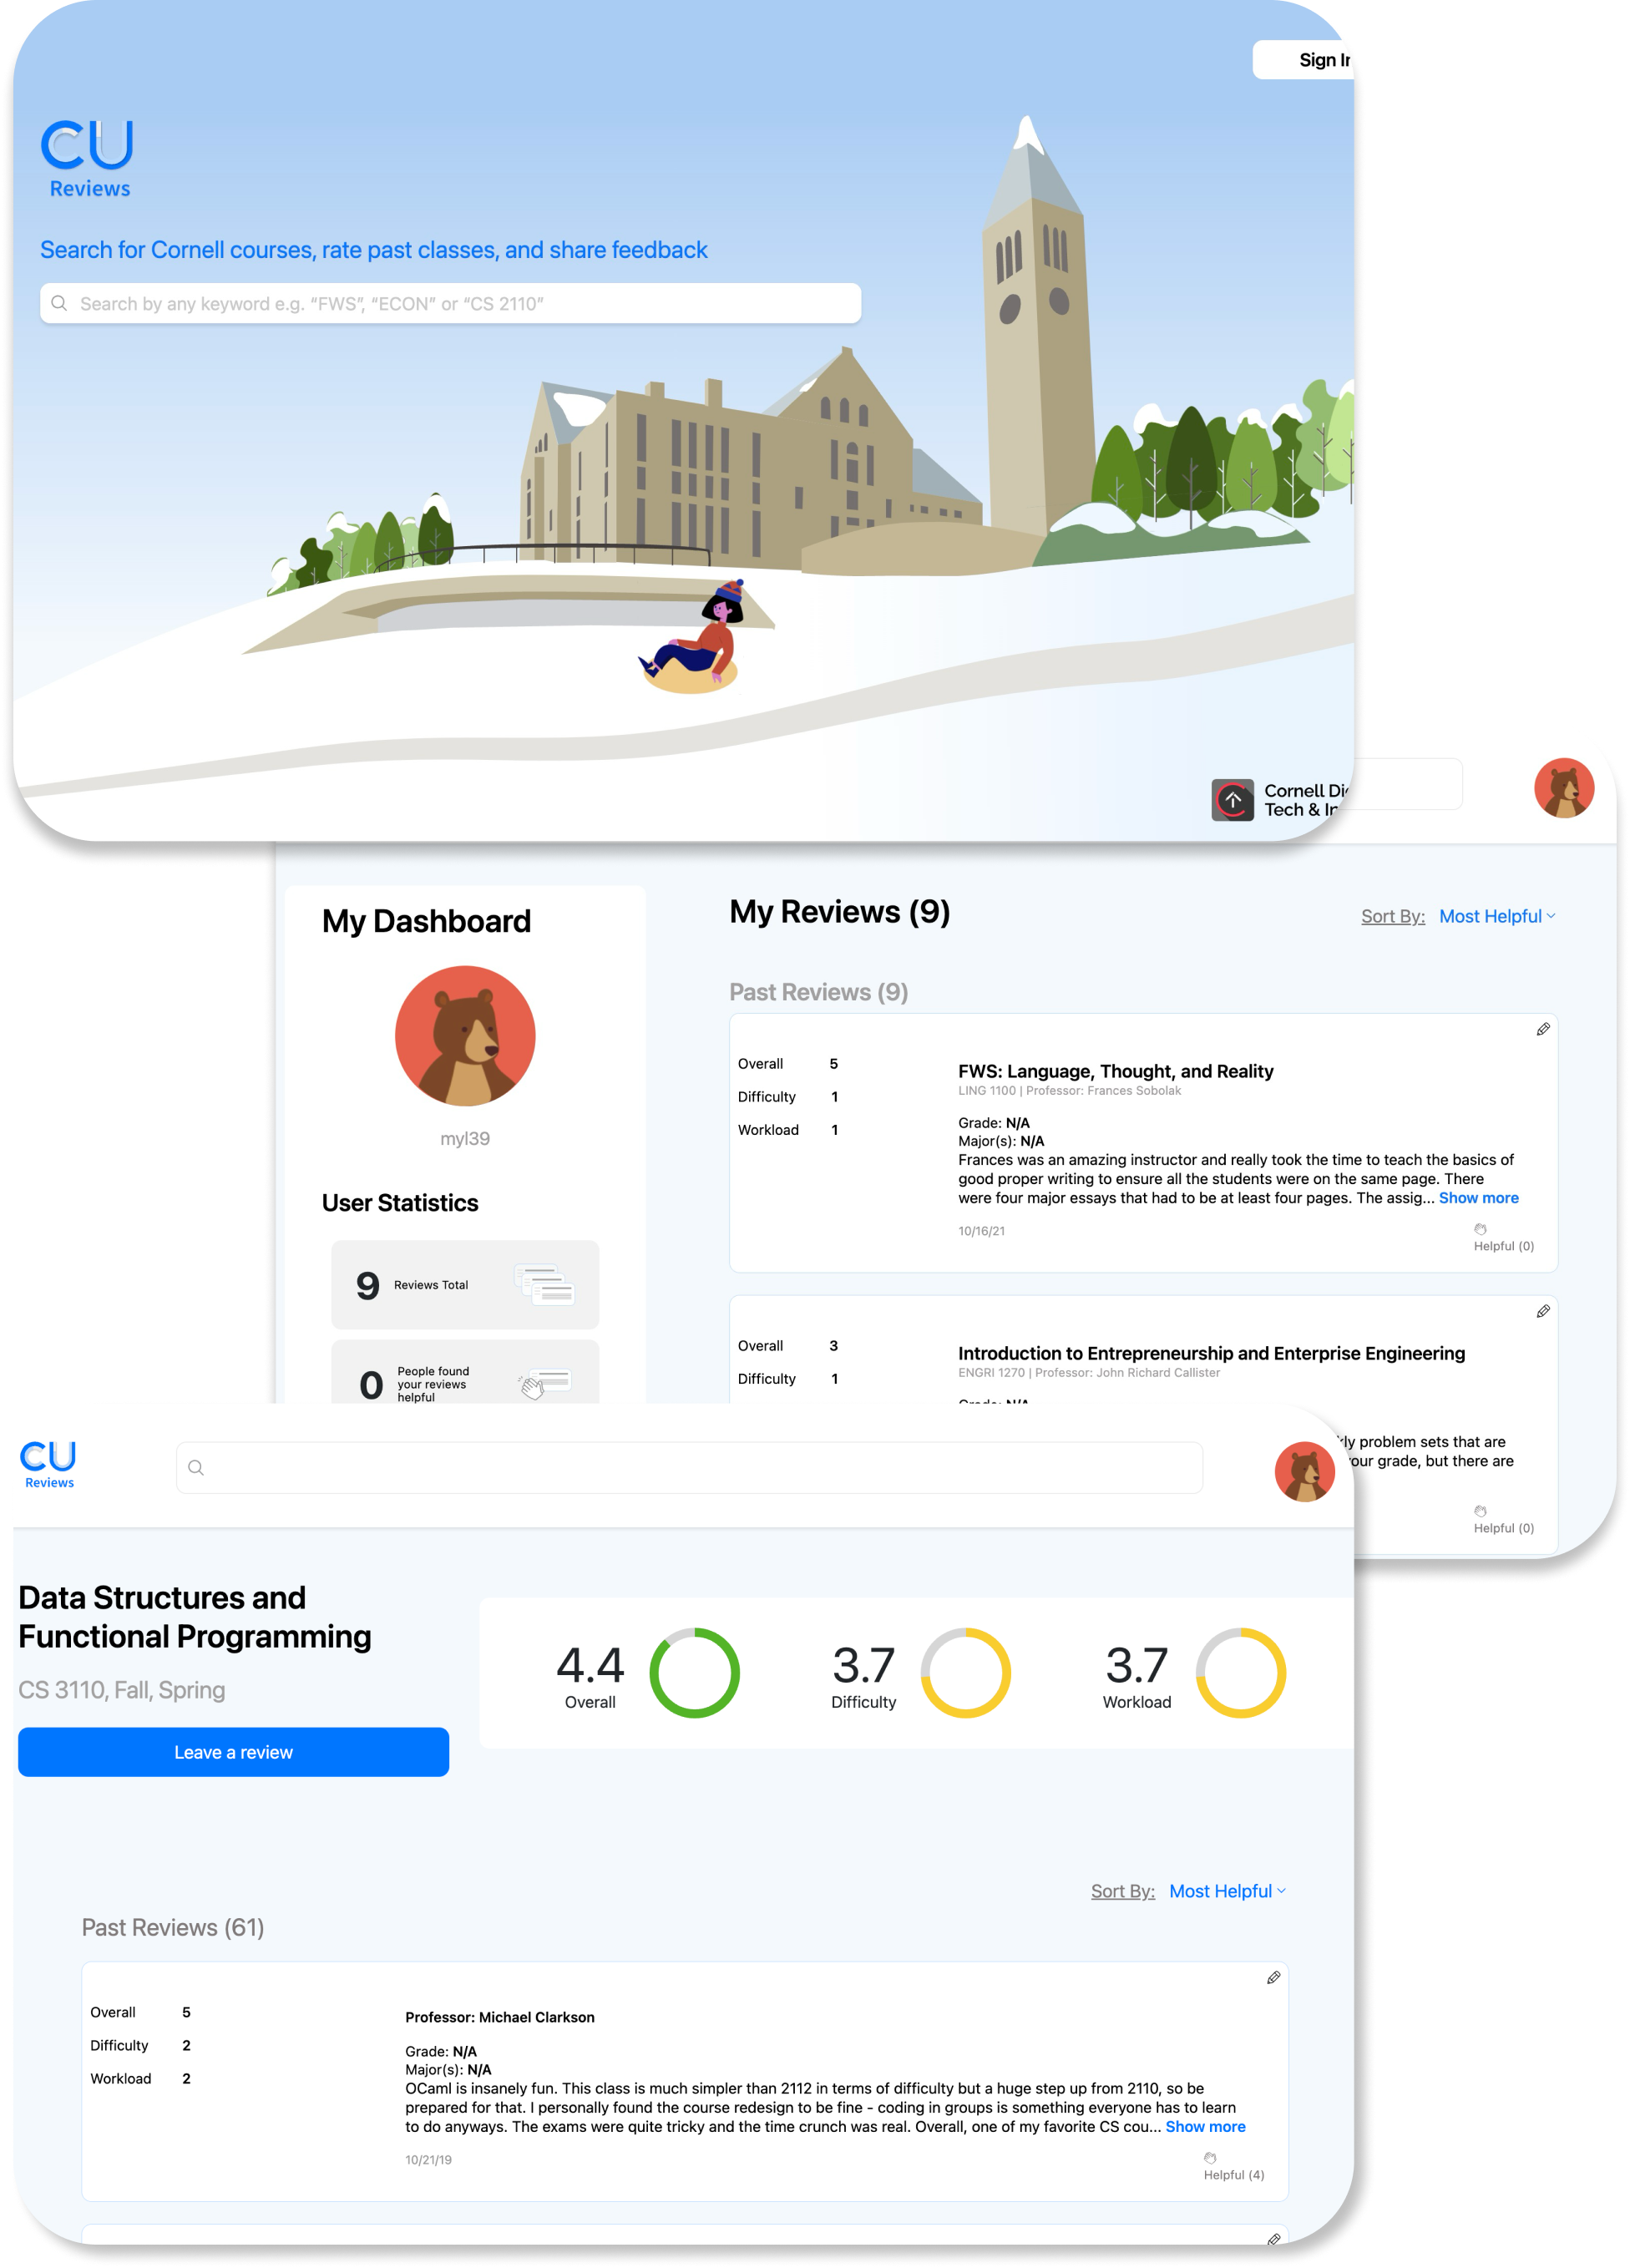 Sign In
CU
Reviews
Search for Cornell courses, rate past classes, and share feedback
Search by any keyword e.g. “FWS”, “ECON” or “CS 2110”
Cornell
Tech &
My Dashboard
myl39
User Statistics
9 Reviews Total
0 People found
your reviews
helpful
My Reviews (9)
Sort By: Most Helpful
Past Reviews (9)
Overall 5
Difficulty 1
Workload 1
FWS: Language, Thought, and Reality
LING 1100 | Professor: Frances Sobolak
Grade: N/A
Major(s): N/A
Frances was an amazing instructor and really took the time to teach the basics of
good proper writing to ensure all the students were on the same page. There
were four major essays that had to be at least four pages. The assig... Show more
10/16/21
Helpful (0)
Overall 3
Difficulty 1
Introduction to Entrepreneurship and Enterprise Engineering
ENGRI 1270 | Professor: John Richard Callister
Grade: N/A
problem sets that are
your grade, but there are
Helpful (0)
CU
Reviews
Data Structures and
Functional Programming
CS 3110, Fall, Spring
Leave a review
4.4
Overall
3.7
Difficulty
3.7
Workload
Sort By: Most Helpful
Past Reviews (61)
Overall 5
Difficulty 2
Workload 2
Professor: Michael Clarkson
Grade: N/A
Major(s): N/A
OCaml is insanely fun. This class is much simpler than 2112 in terms of difficulty but a huge step up from 2110, so be
prepared for that. I personally found the course redesign to be fine - coding in groups is something everyone has to learn
to do anyways. The exams were quite tricky and the time crunch was real. Overall, one of my favorite CS cou... Show more
10/21/19
Helpful (4)